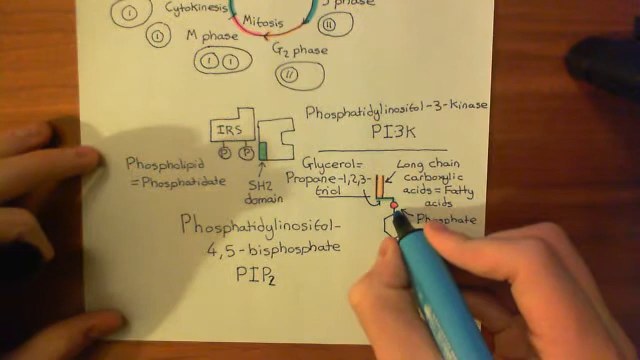 Cytokinesis
S phase
Mitosis
M phase
G2 phase
Phosphatidylinositol-3-kinase
PI3K
IRS
P P
Phospholipid
=Phosphatidate
SH2
domain
Glycerol=
Propane-1,2,3-
triol
Long chain
carboxylic
acids=Fatty
acids
Phosphate
Phosphatidylinositol-
4,5-bisphosphate
PIP2